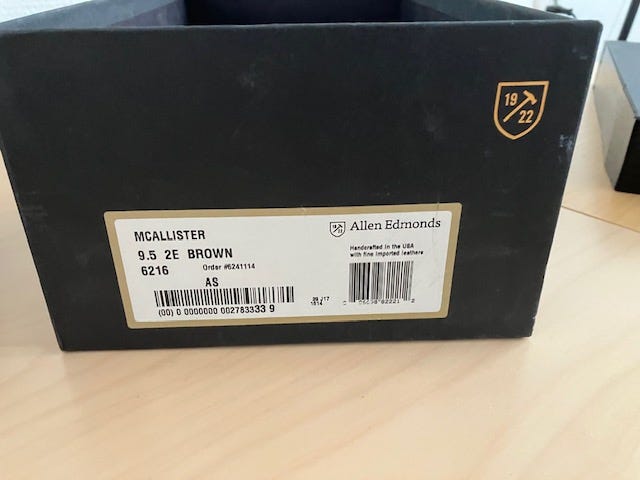 19
22
MCALLISTER
Allen Edmonds
9.5 2E BROWN
Handcrafted in the USA
with fine imported leathers
6216 Order #6241114
AS
(00) 0 0000000 002783333 9
1814